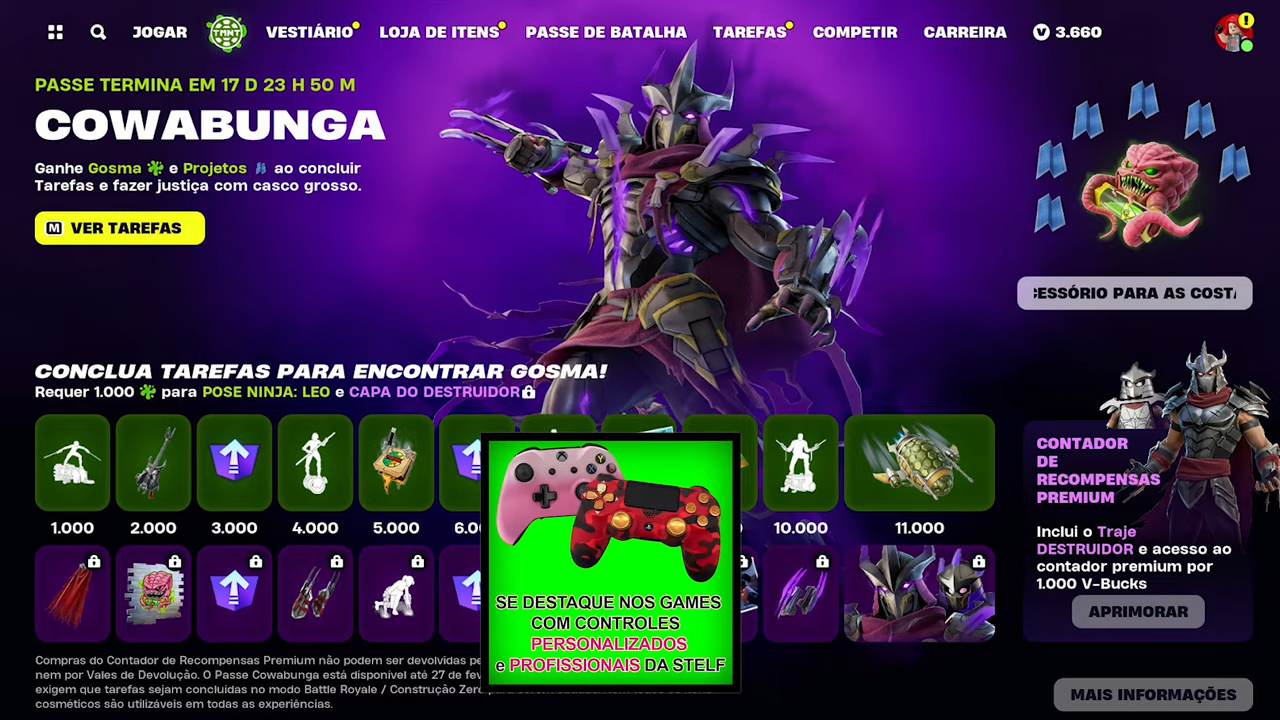 JOGAR
TMNT
VESTIÁRIO
LOJA DE ITENS
PASSE DE BATALHA
TAREFAS
COMPETIR
CARREIRA
V 3.660
PASSE TERMINA EM 17 D 23 H 50 M
COWABUNGA
Ganhe Gosma e Projetos ao concluir
Tarefas e fazer justiça com casco grosso.
M VER TAREFAS
ESSÓRIO PARA AS COSTA
CONCLUA TAREFAS PARA ENCONTRAR GOSMA!
Requer 1.000 para POSE NINJA: LEO e CAPA DO DESTRUIDOR
1.000 2.000 3.000 4.000 5.000 6.0 10.000 11.000
CONTADOR
DE
RECOMPENSAS
PREMIUM
Inclui o Traje
DESTRUIDOR e acesso ao
contador premium por
1.000 V-Bucks
APRIMORAR
SE DESTAQUE NOS GAMES
COM CONTROLES
PERSONALIZADOS
e PROFISSIONAIS DA STELF
Compras do Contador de Recompensas Premium não podem ser devolvidas
nem por Vales de Devolução. O Passe Cowabunga está disponível até 27 de
exigem que tarefas sejam concluídas no modo Battle Royale / Construção
cosméticos são utilizáveis em todas as experiências.
MAIS INFORMAÇÕES